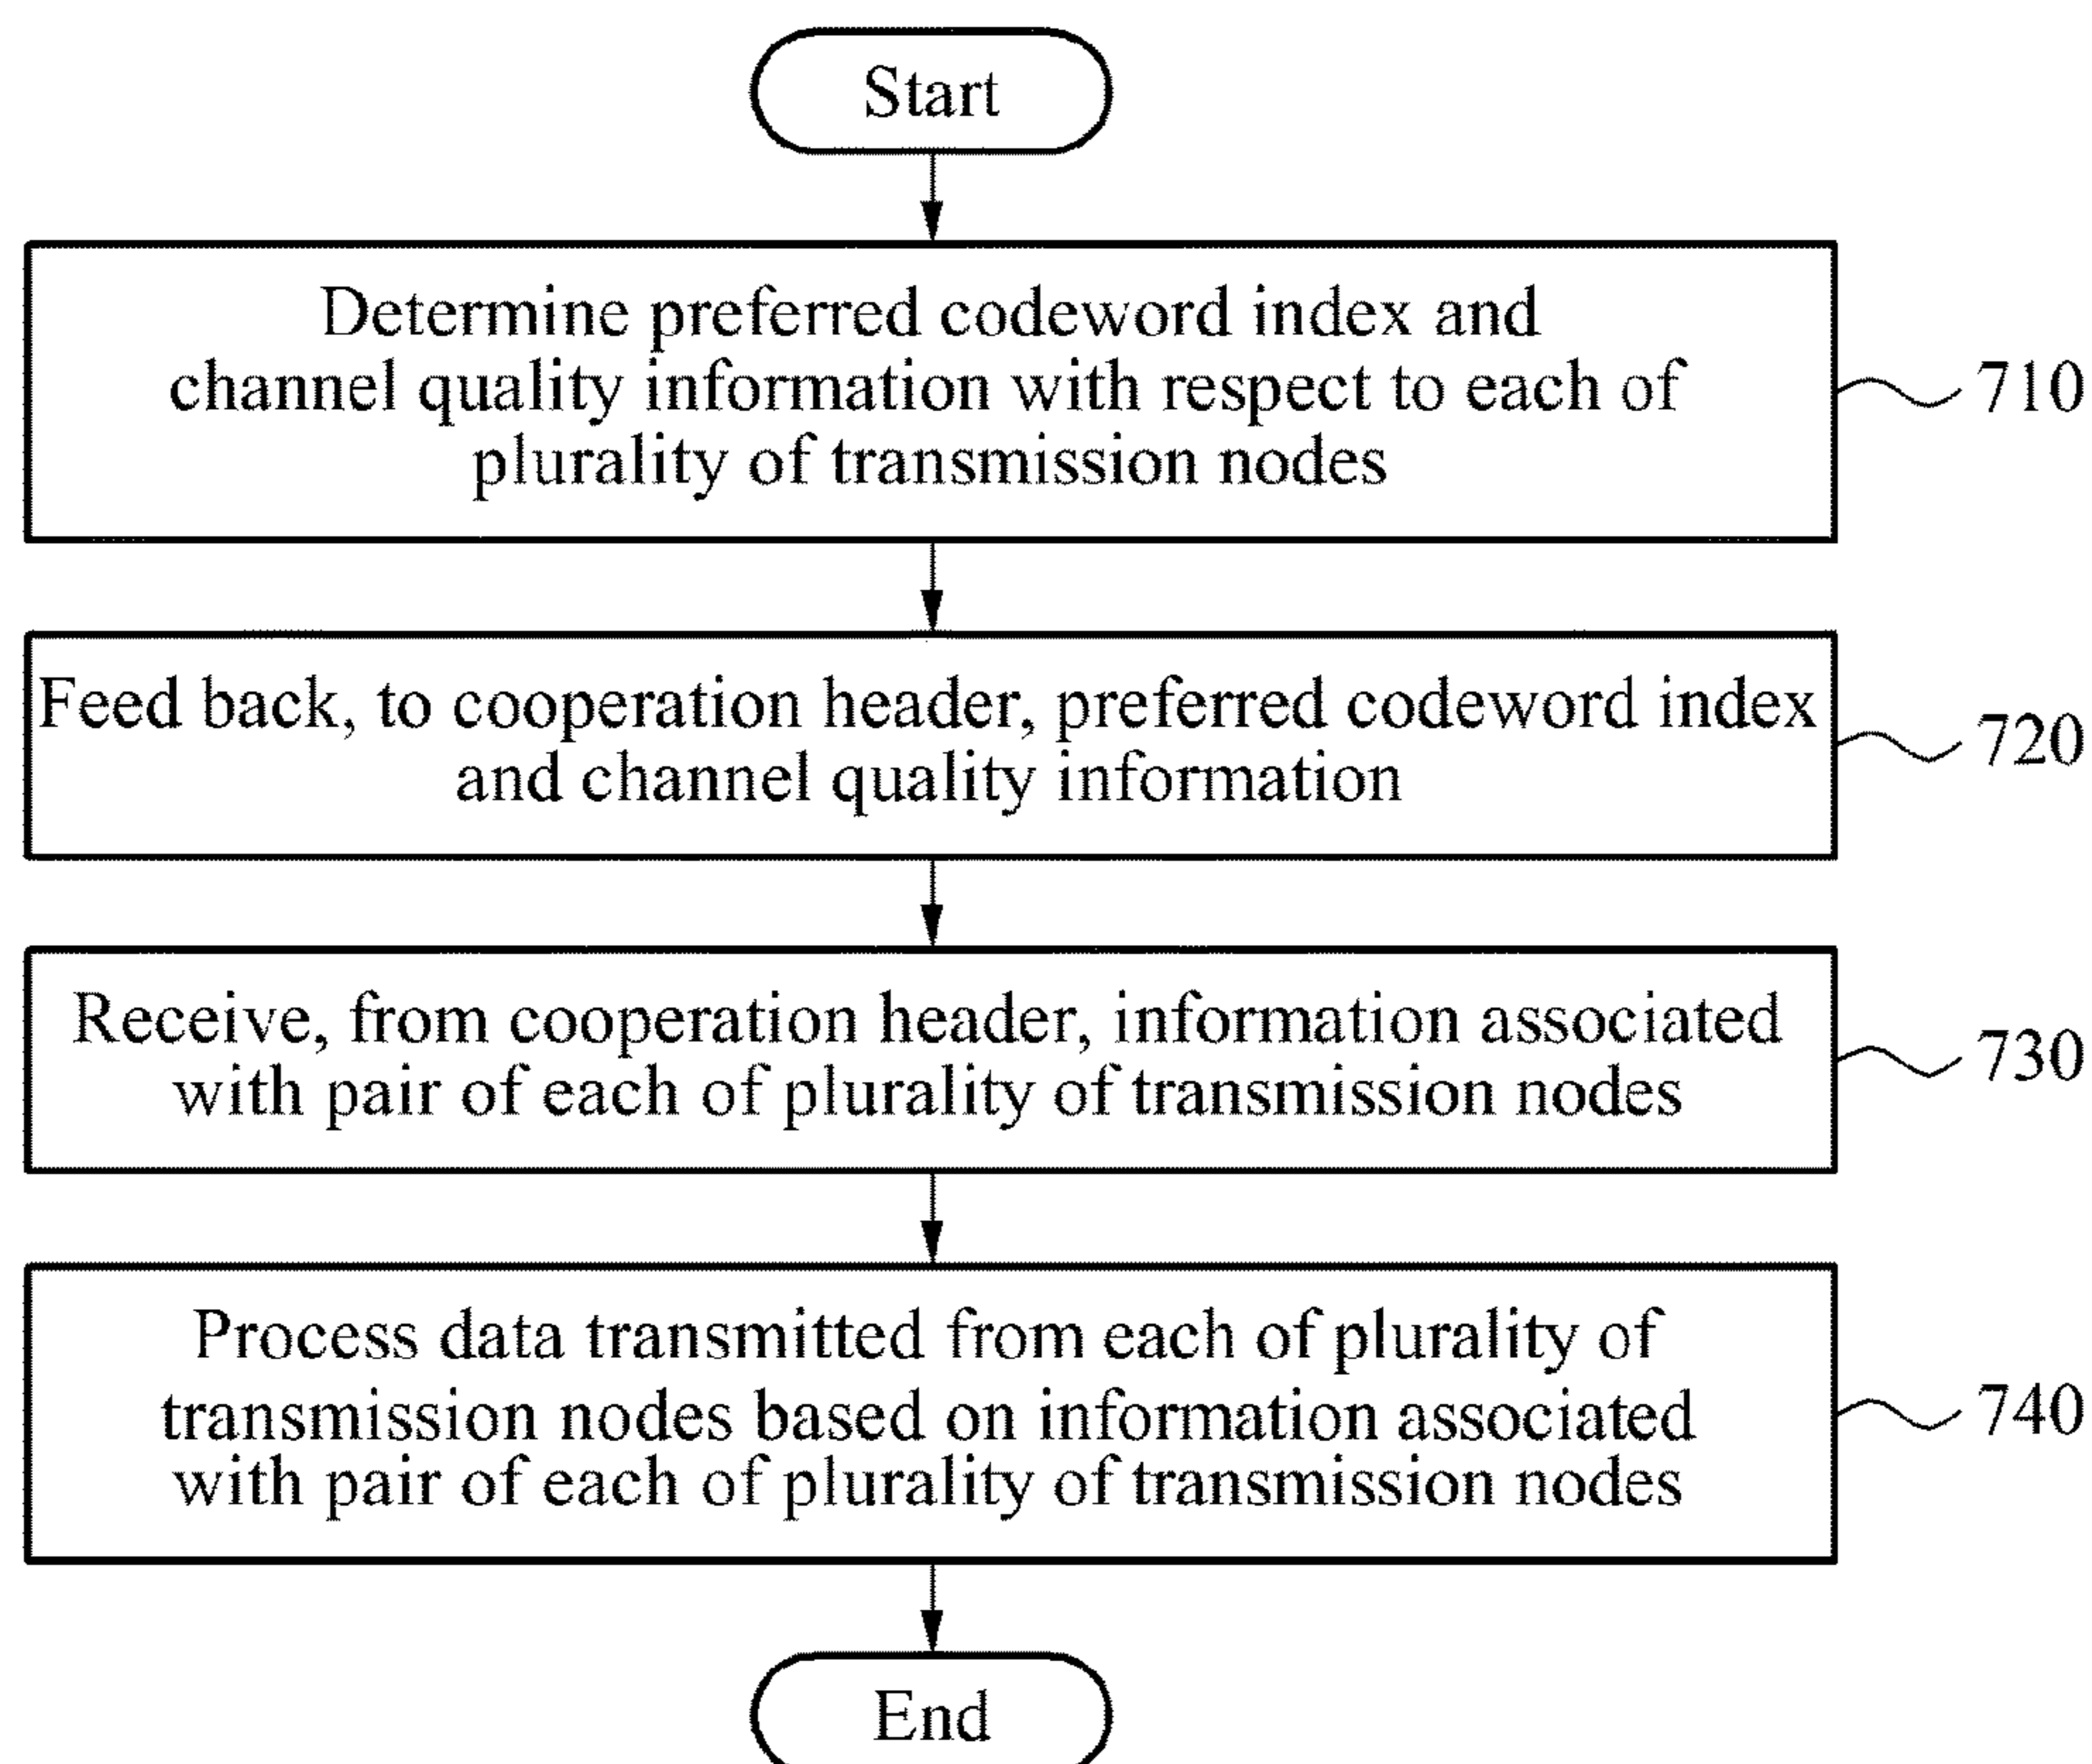 Start
Determine preferred codeword index and
channel quality information with respect to each of
plurality of transmission nodes
710
Feed back, to cooperation header, preferred codeword index
and channel quality information
720
Receive, from cooperation header, information associated
with pair of each of plurality of transmission nodes
730
Process data transmitted from each of plurality of
transmission nodes based on information associated
with pair of each of plurality of transmission nodes
740
End